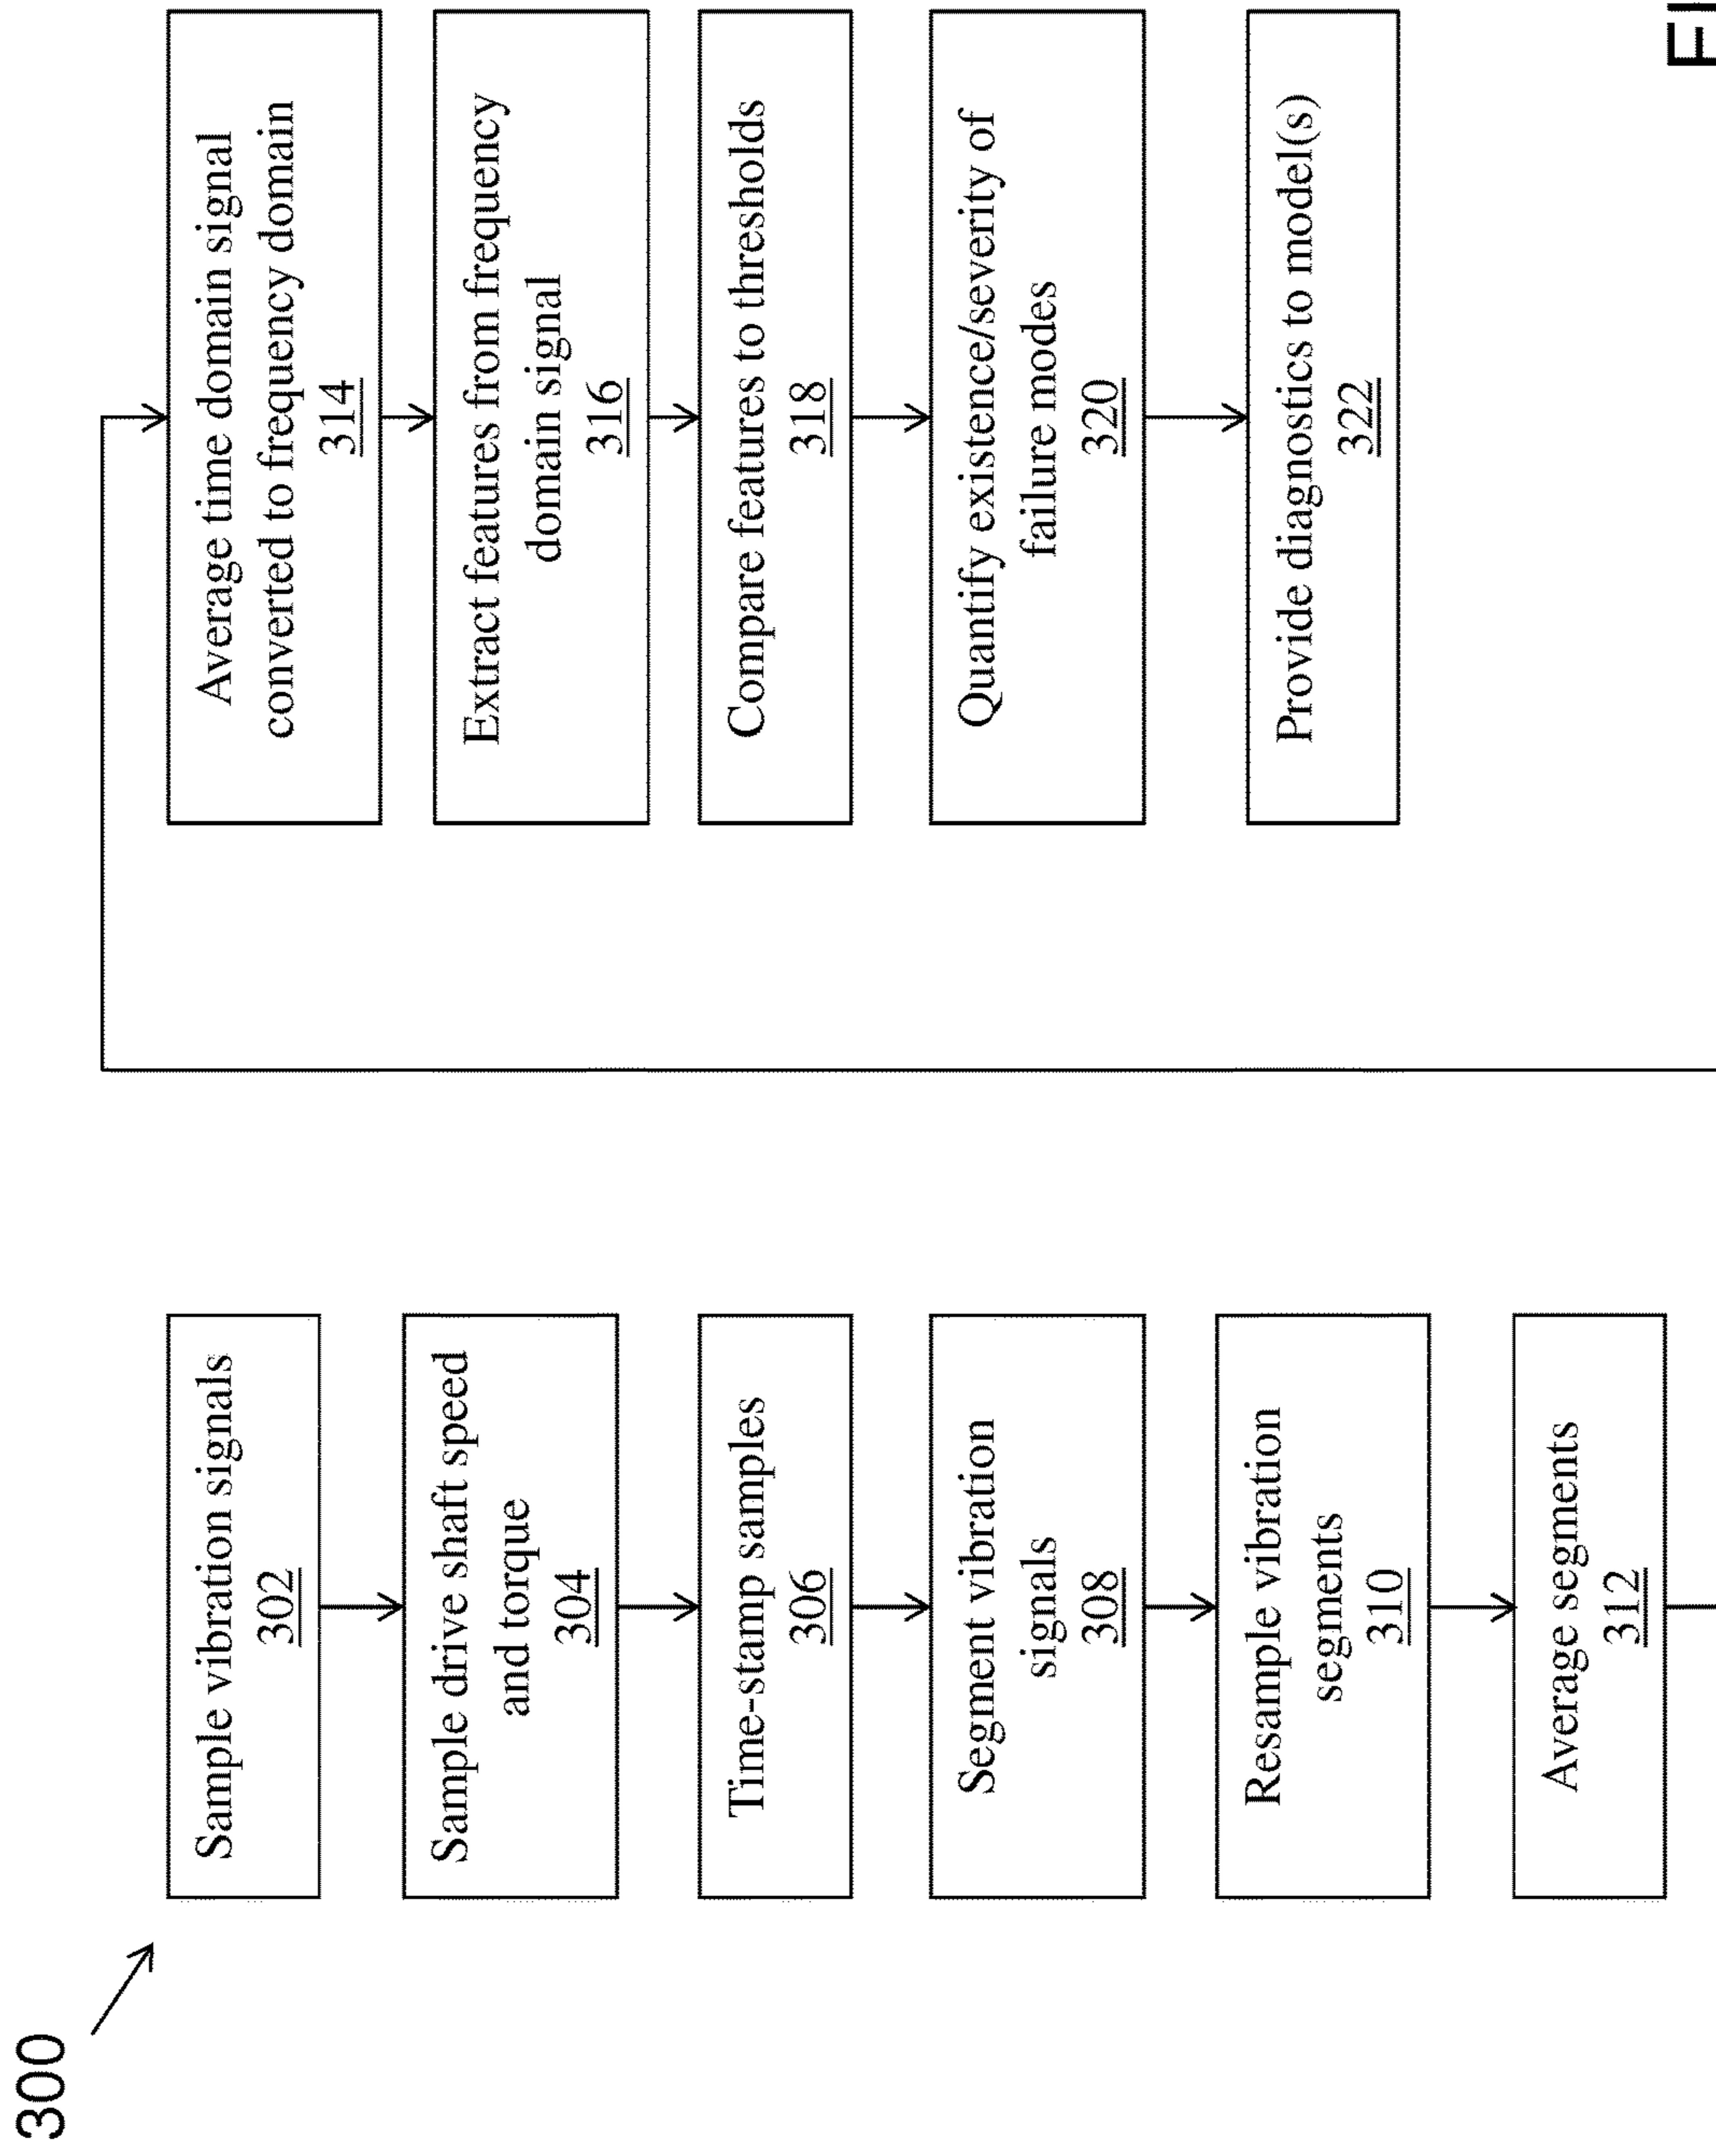 300
Sample vibration signals
302
Sample drive shaft speed
and torque
304
Time-stamp samples
306
Segment vibration
signals
308
Resample vibration
segments
310
Average segments
312
Average time domain signal
converted to frequency domain
314
Extract features from frequency
domain signal
316
Compare features to thresholds
318
Quantify existence/severity of
failure modes
320
Provide diagnostics to model(s)
322